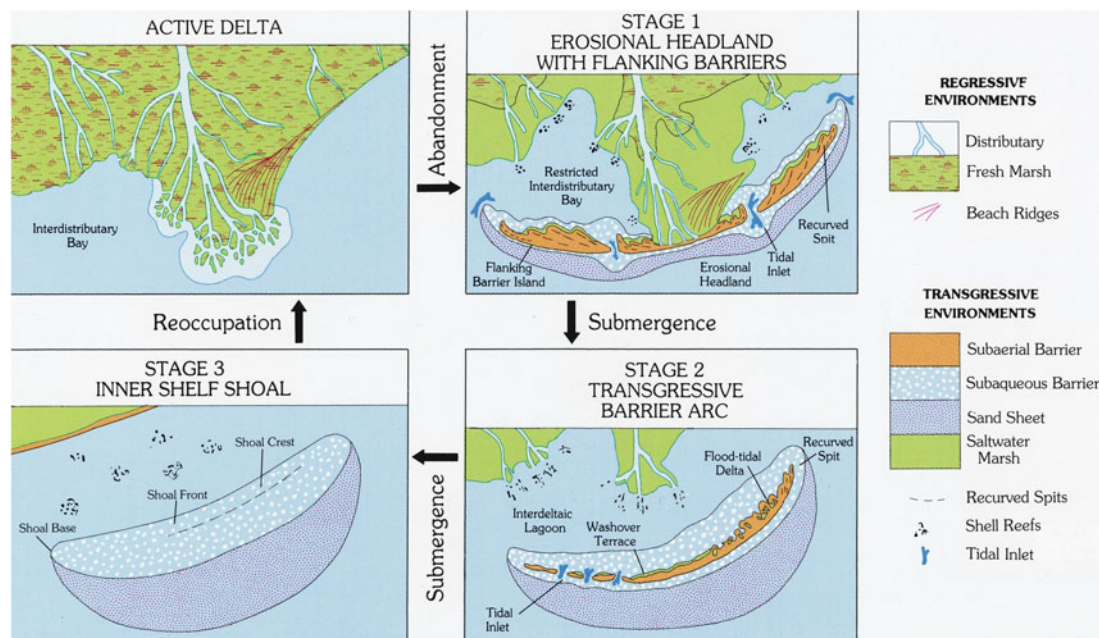 ACTIVE DELTA
Interdistributary
Bay
Abandonment
STAGE 1
EROSIONAL HEADLAND
WITH FLANKING BARRIERS
Restricted
Interdistributary
Bay
Flanking
Barrier Island
Erosional
Headland
Tidal
Inlet
Recurved
Spit
Reoccupation
Submergence
STAGE 3
INNER SHELF SHOAL
Shoal Crest
Shoal Front
Shoal Base
Submergence
STAGE 2
TRANSGRESSIVE
BARRIER ARC
Recurved
Spit
Flood-tidal
Delta
Interdeltaic
Lagoon
Washover
Terrace
Tidal
Inlet
REGRESSIVE
ENVIRONMENTS
Distributary
Fresh Marsh
Beach Ridges
TRANSGRESSIVE
ENVIRONMENTS
Subaerial Barrier
Subaqueous Barrier
Sand Sheet
Saltwater
Marsh
Recurved Spits
Shell Reefs
Tidal Inlet